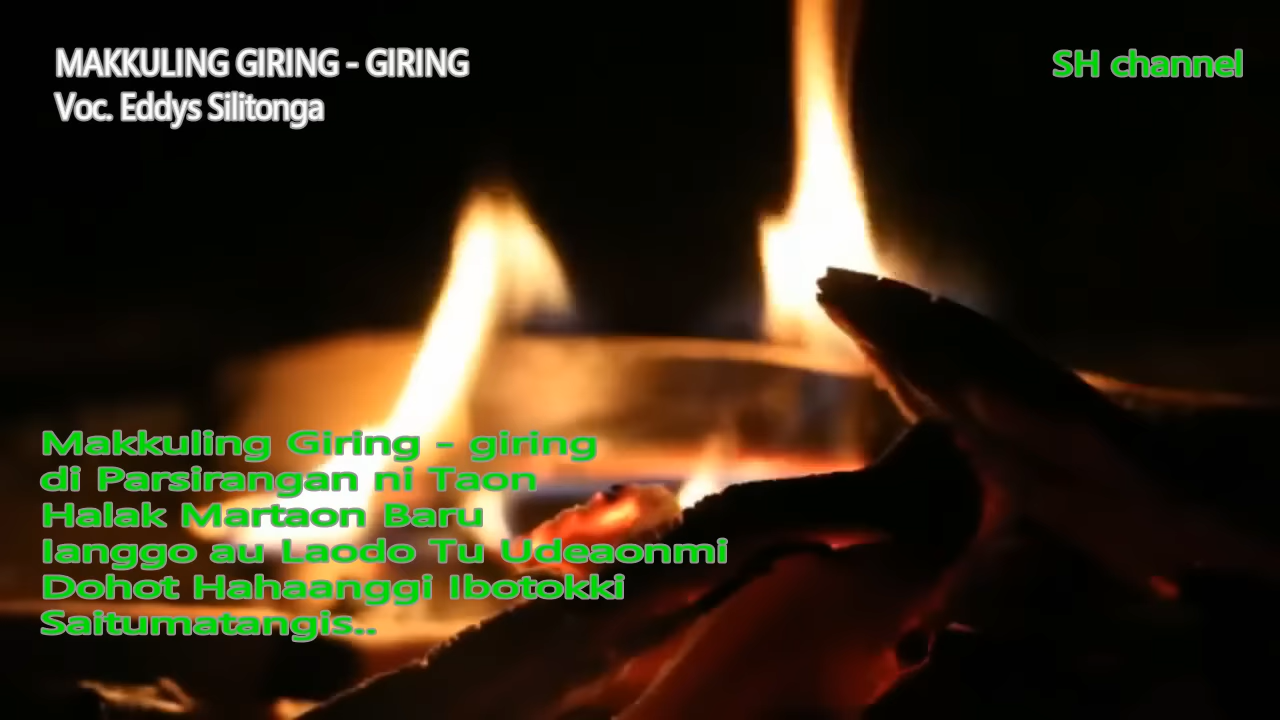 MAKKULING GIRING - GIRING
Voc. Eddys Silitonga
SH channel
Makkuling Giring - giring
di Parsirangan ni Taon
Halak Martaon Baru
Ianggo au Laodo Tu Udeaonmi
Dohot Hahaanggi Ibotokki
Saitumatangis..